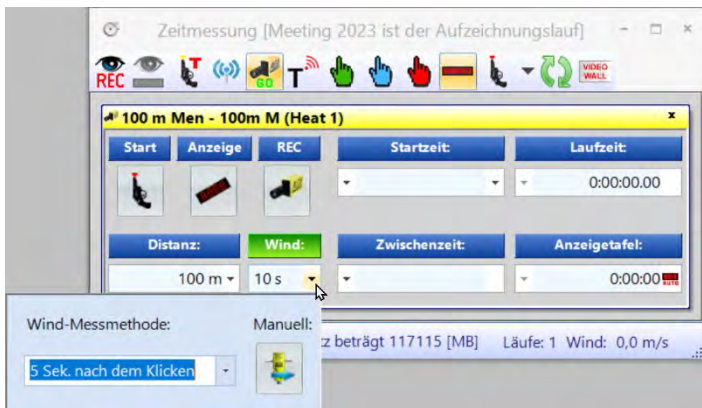 Zeitmessung [Meeting 2023 ist der Aufzeichnungslauf]
REC T T GO VIDEO WALL
100 m Men - 100m M (Heat 1)
Start Anzeige REC Startzeit: Laufzeit:
0:00:00.00
Distanz: Wind: Zwischenzeit: Anzeigetafel:
100 m 10 s 0:00:00 AUTO
Wind-Messmethode: Manuell:
tz beträgt 117115 [MB] Läufe: 1 Wind: 0,0 m/s
5 Sek. nach dem Klicken